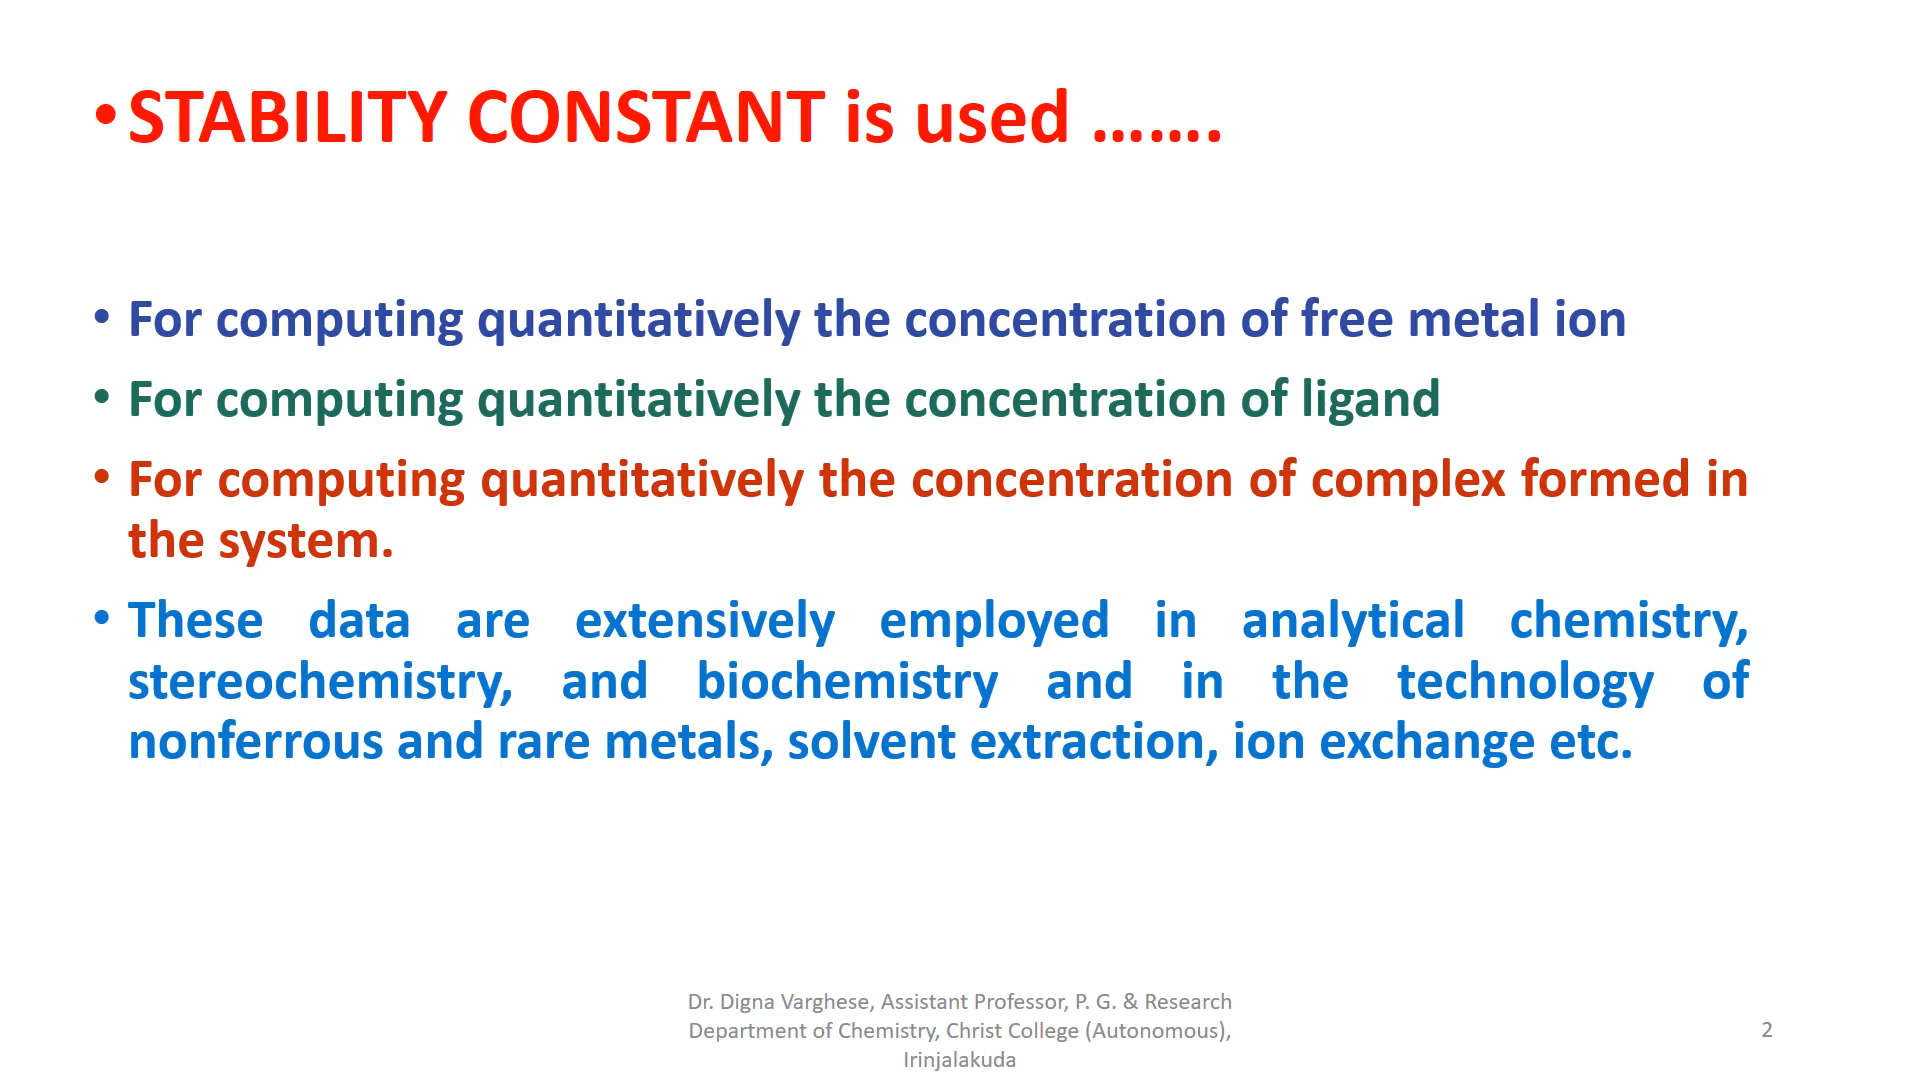 • STABILITY CONSTANT is used …….
• For computing quantitatively the concentration of free metal ion
• For computing quantitatively the concentration of ligand
• For computing quantitatively the concentration of complex formed in
the system.
• These data are extensively employed in analytical chemistry,
stereochemistry, and biochemistry and in the technology of
nonferrous and rare metals, solvent extraction, ion exchange etc.
Dr. Digna Varghese, Assistant Professor, P. G. & Research
Department of Chemistry, Christ College (Autonomous),
Irinjalakuda
2